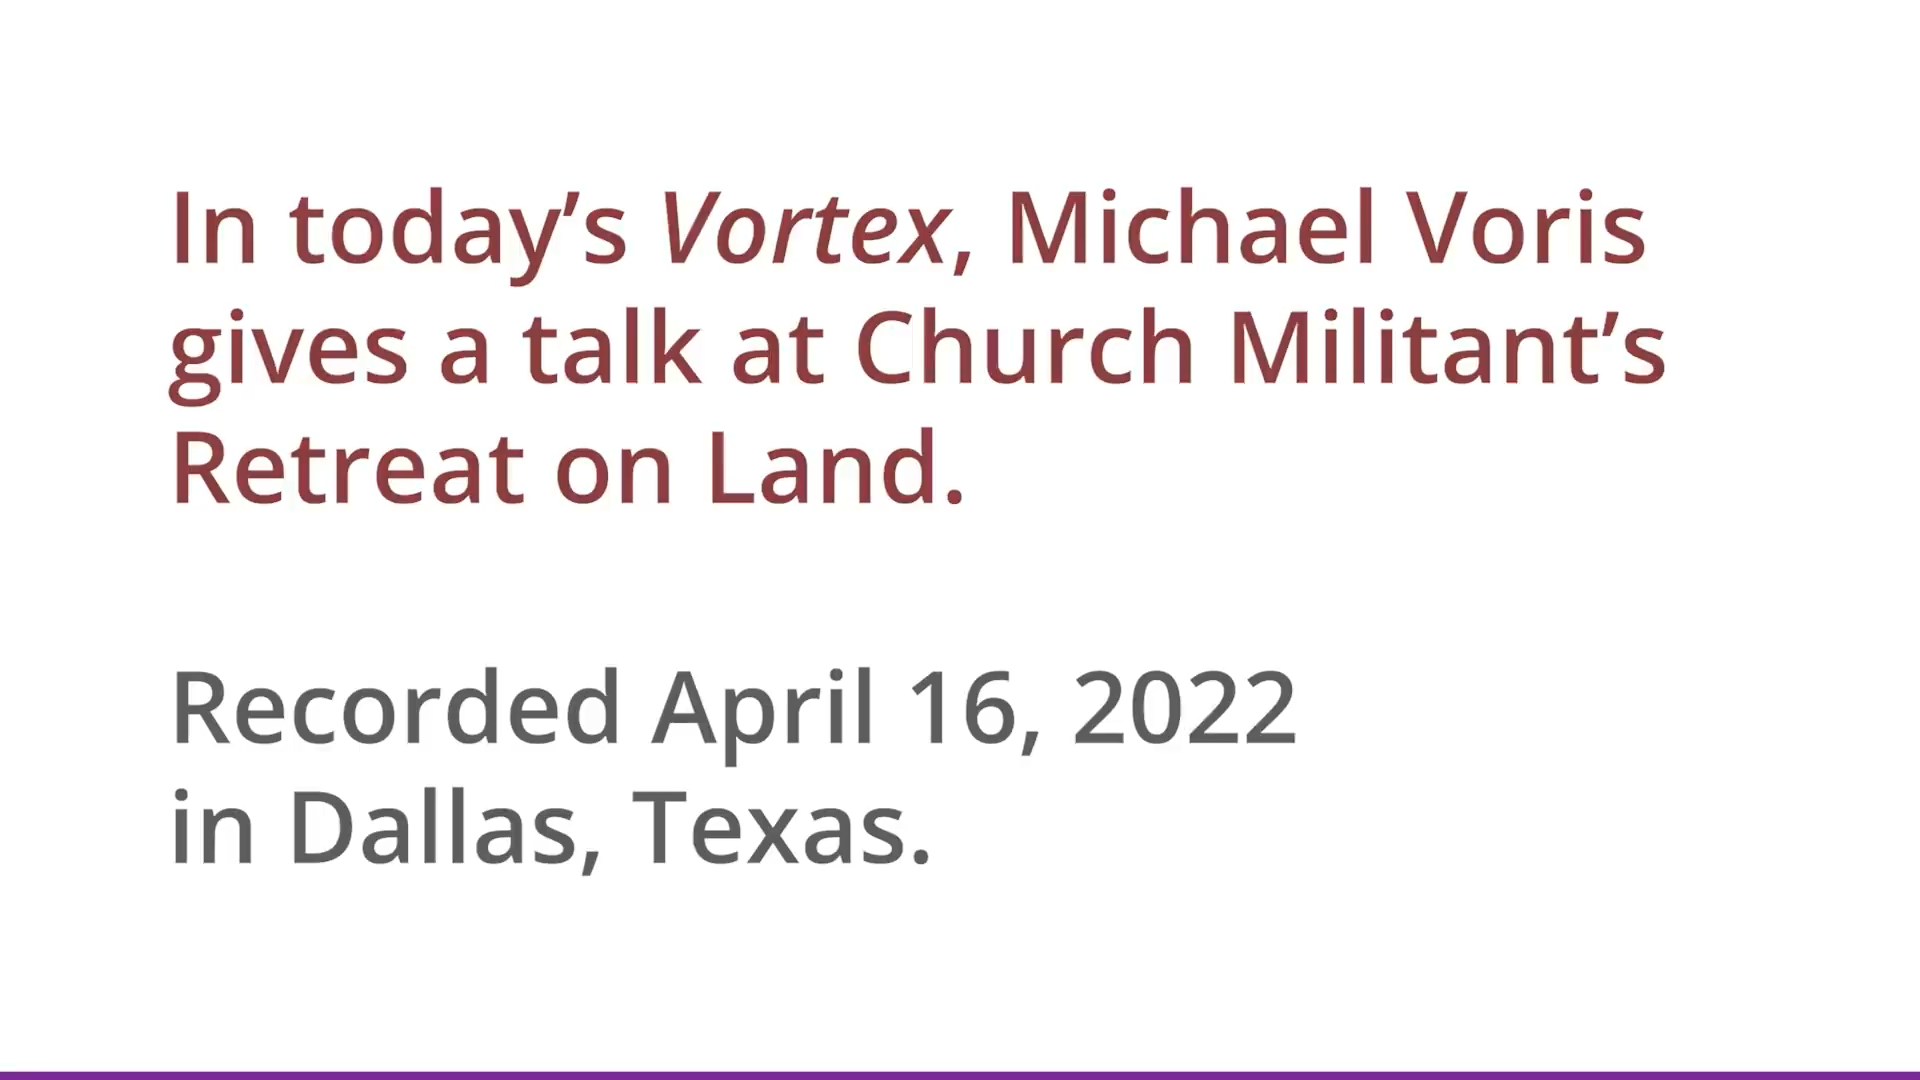 In today’s Vortex, Michael Voris
gives a talk at Church Militant’s
Retreat on Land.
Recorded April 16, 2022
in Dallas, Texas.